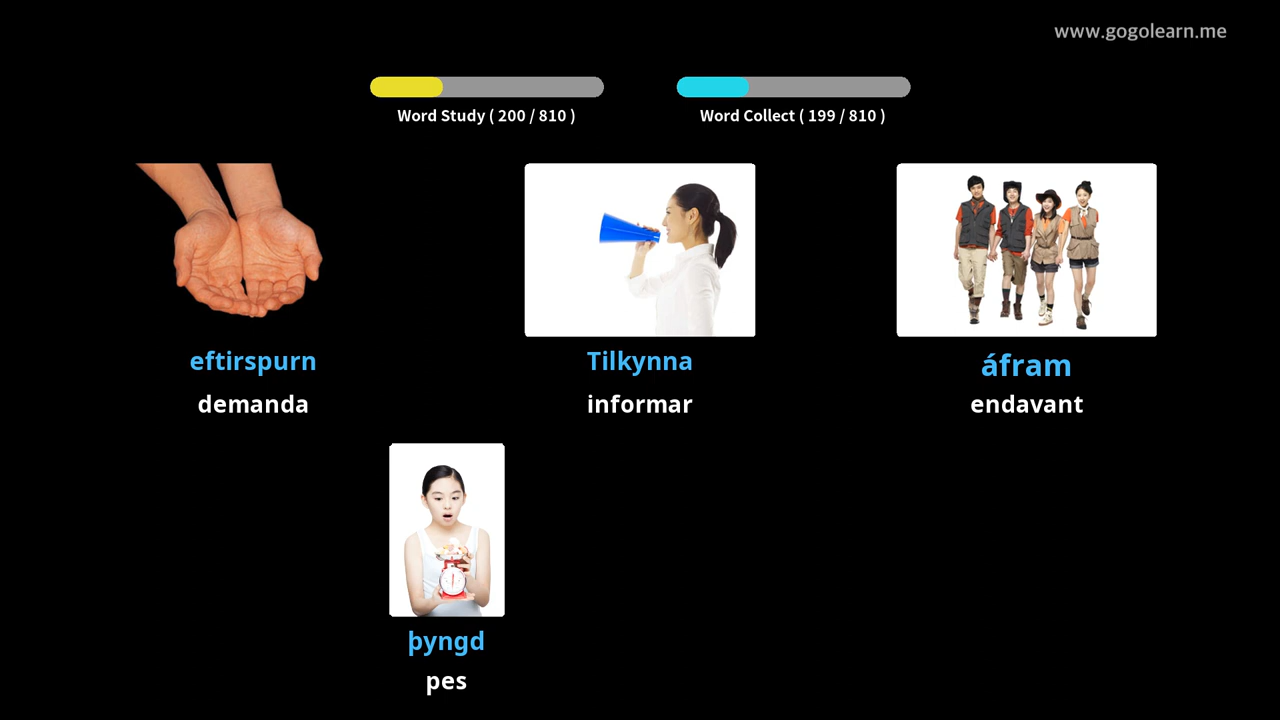 www.gogolearn.me
Word Study ( 200 / 810 )
Word Collect ( 199 / 810 )
eftirspurn
demanda
Tilkynna
informar
áfram
endavant
þyngd
pes